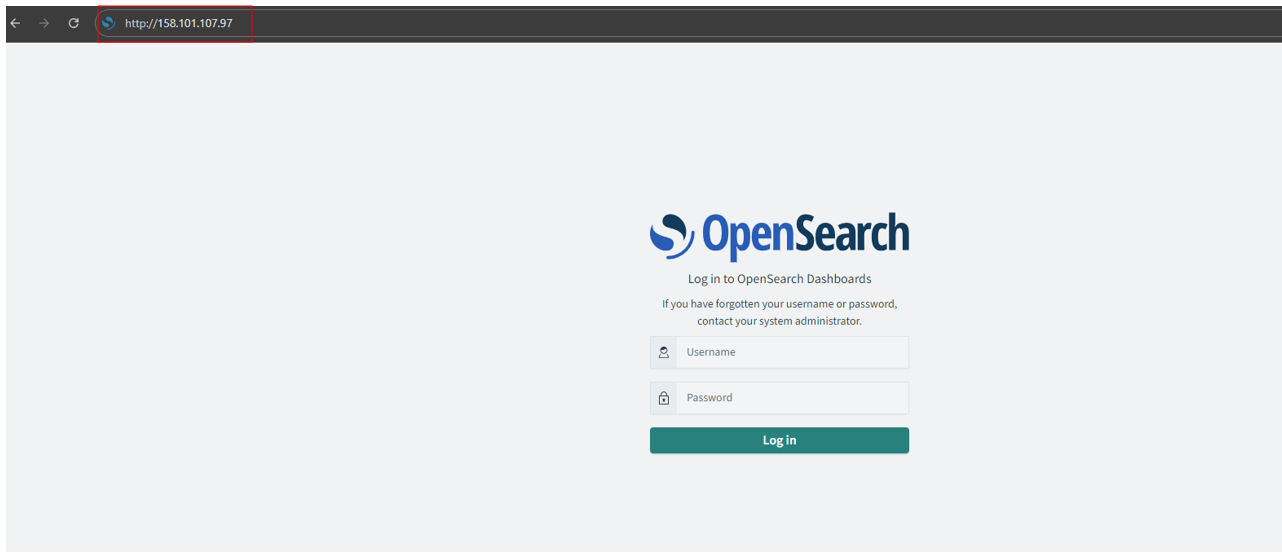 http://158.101.107.97
OpenSearch
Log in to OpenSearch Dashboards
If you have forgotten your username or password,
contact your system administrator.
Username
Password
Log in